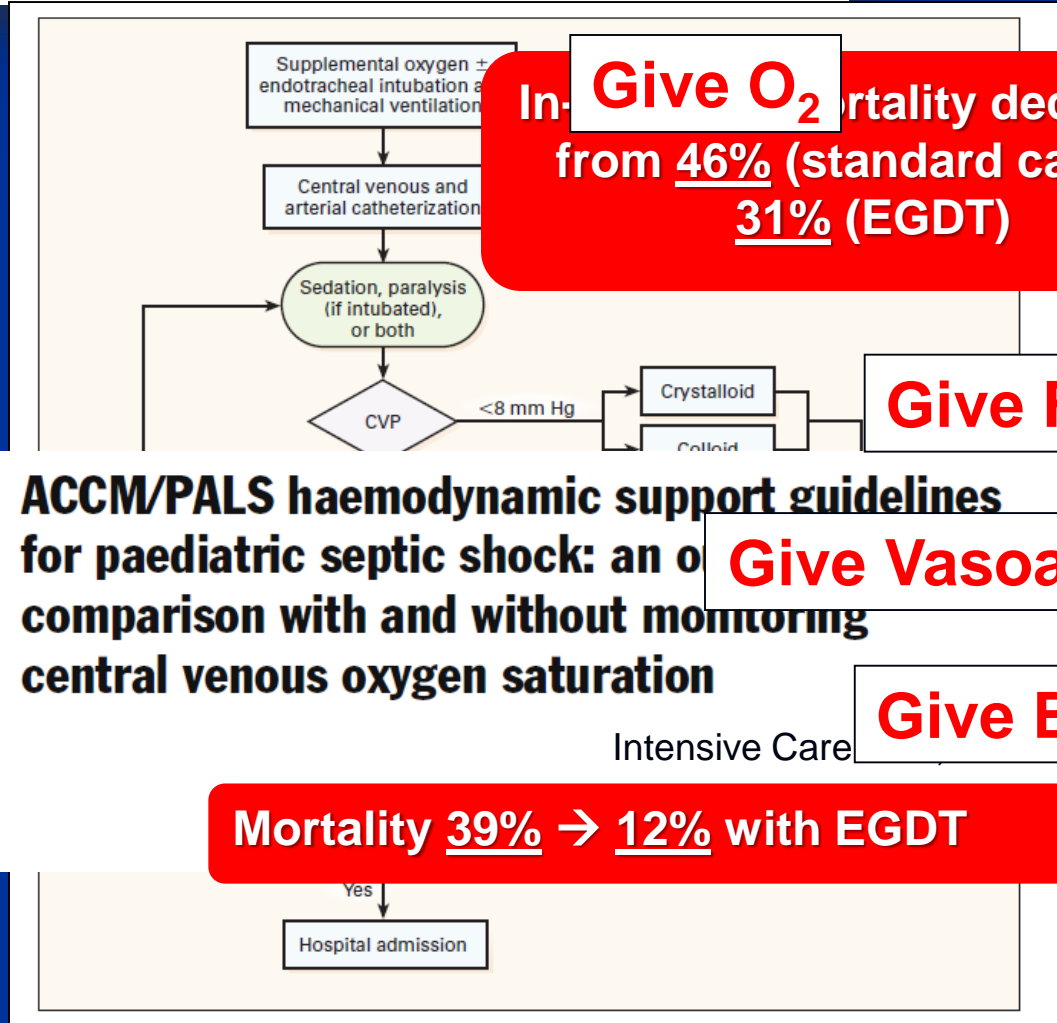 Supplemental oxygen ±
endotracheal intubation
mechanical ventilation
Give O2
from 46% (standard
31% (EGDT)
Central venous and
arterial catheterization
Sedation, paralysis
(if intubated),
or both
CVP
<8 mm Hg
Crystalloid
Colloid
Give
ACCM/PALS haemodynamic support guidelines
for paediatric septic shock: an
Give
comparison with and without monitoring
central venous oxygen saturation
Give
Intensive Care
Mortality 39% → 12% with EGDT
Yes
Hospital admission